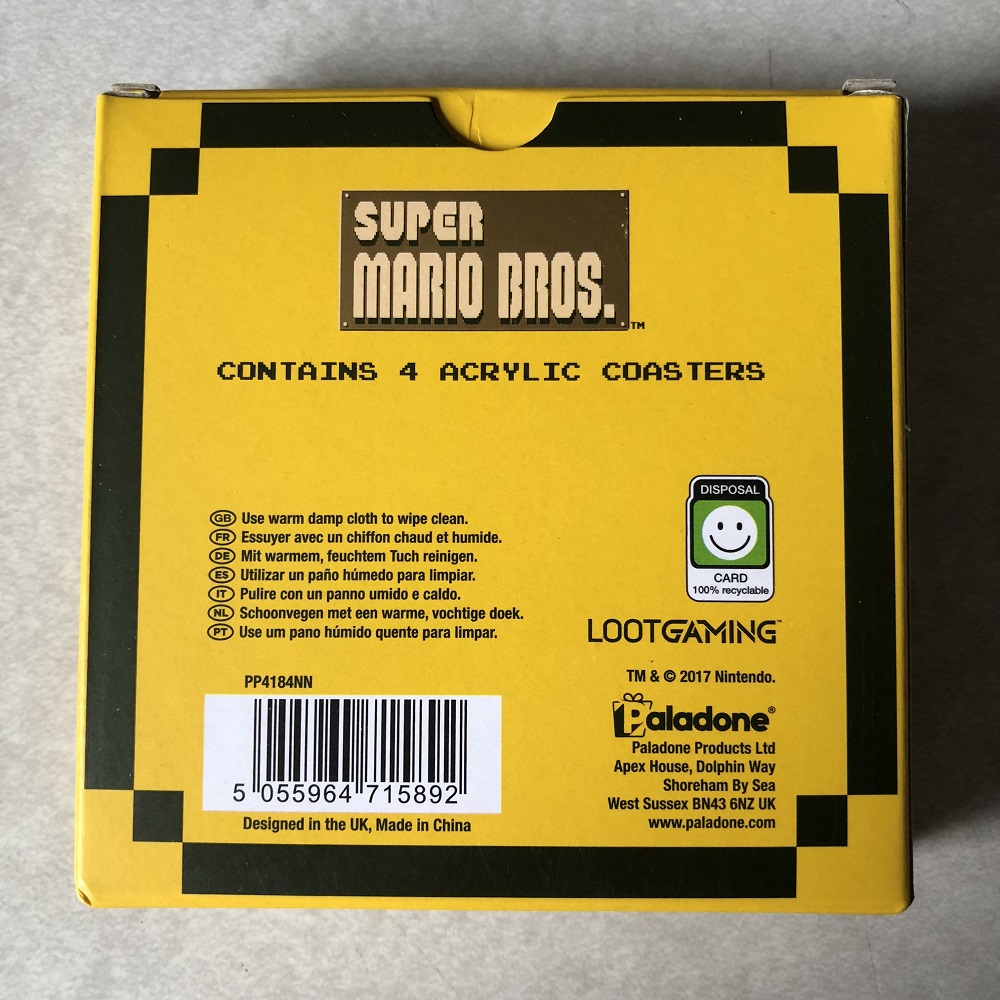 SUPER
MARIO BROS.™
CONTAINS 4 ACRYLIC COASTERS
GB Use warm damp cloth to wipe clean.
FR Essuyer avec un chiffon chaud et humide.
DE Mit warmem, feuchtem Tuch reinigen.
ES Utilizar un paño húmedo para limpiar.
IT Pulire con un panno umido e caldo.
NL Schoonvegen met een warme, vochtige doek.
PT Use um pano húmido quente para limpar.
DISPOSAL
CARD
100% recyclable
LOOTGAMING™
PP4184NN
5 055964 715892
Designed in the UK, Made in China
TM & © 2017 Nintendo.
Paladone®
Paladone Products Ltd
Apex House, Dolphin Way
Shoreham By Sea
West Sussex BN43 6NZ UK
www.paladone.com